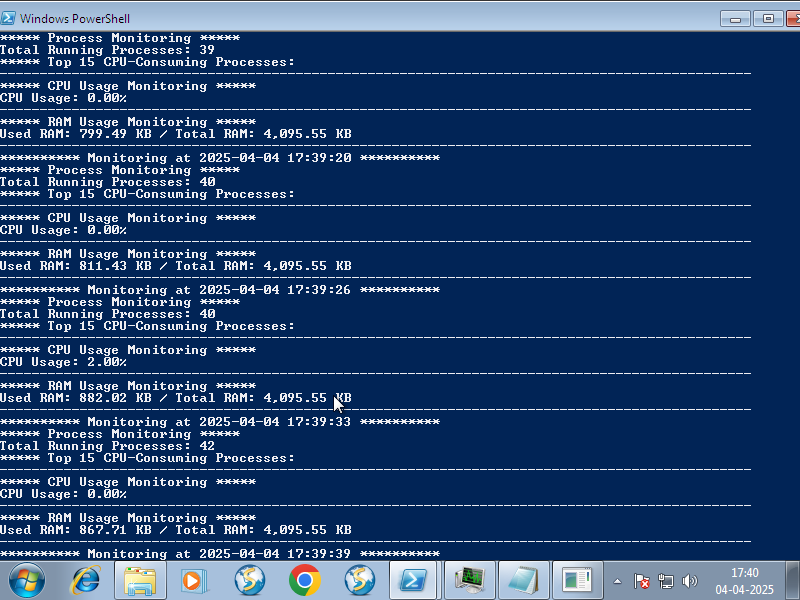 Windows PowerShell
***** Process Monitoring *****
Total Running Processes: 39
***** Top 15 CPU-Consuming Processes:
***** CPU Usage Monitoring *****
CPU Usage: 0.00%
***** RAM Usage Monitoring *****
Used RAM: 799.49 KB / Total RAM: 4,095.55 KB
********** Monitoring at 2025-04-04 17:39:20 **********
***** Process Monitoring *****
Total Running Processes: 40
***** Top 15 CPU-Consuming Processes:
***** CPU Usage Monitoring *****
CPU Usage: 0.00%
***** RAM Usage Monitoring *****
Used RAM: 811.43 KB / Total RAM: 4,095.55 KB
********** Monitoring at 2025-04-04 17:39:26 **********
***** Process Monitoring *****
Total Running Processes: 40
***** Top 15 CPU-Consuming Processes:
***** CPU Usage Monitoring *****
CPU Usage: 2.00%
***** RAM Usage Monitoring *****
Used RAM: 882.02 KB / Total RAM: 4,095.55 KB
********** Monitoring at 2025-04-04 17:39:33 **********
***** Process Monitoring *****
Total Running Processes: 42
***** Top 15 CPU-Consuming Processes:
***** CPU Usage Monitoring *****
CPU Usage: 0.00%
***** RAM Usage Monitoring *****
Used RAM: 867.71 KB / Total RAM: 4,095.55 KB
********** Monitoring at 2025-04-04 17:39:39 **********
17:40
04-04-2025